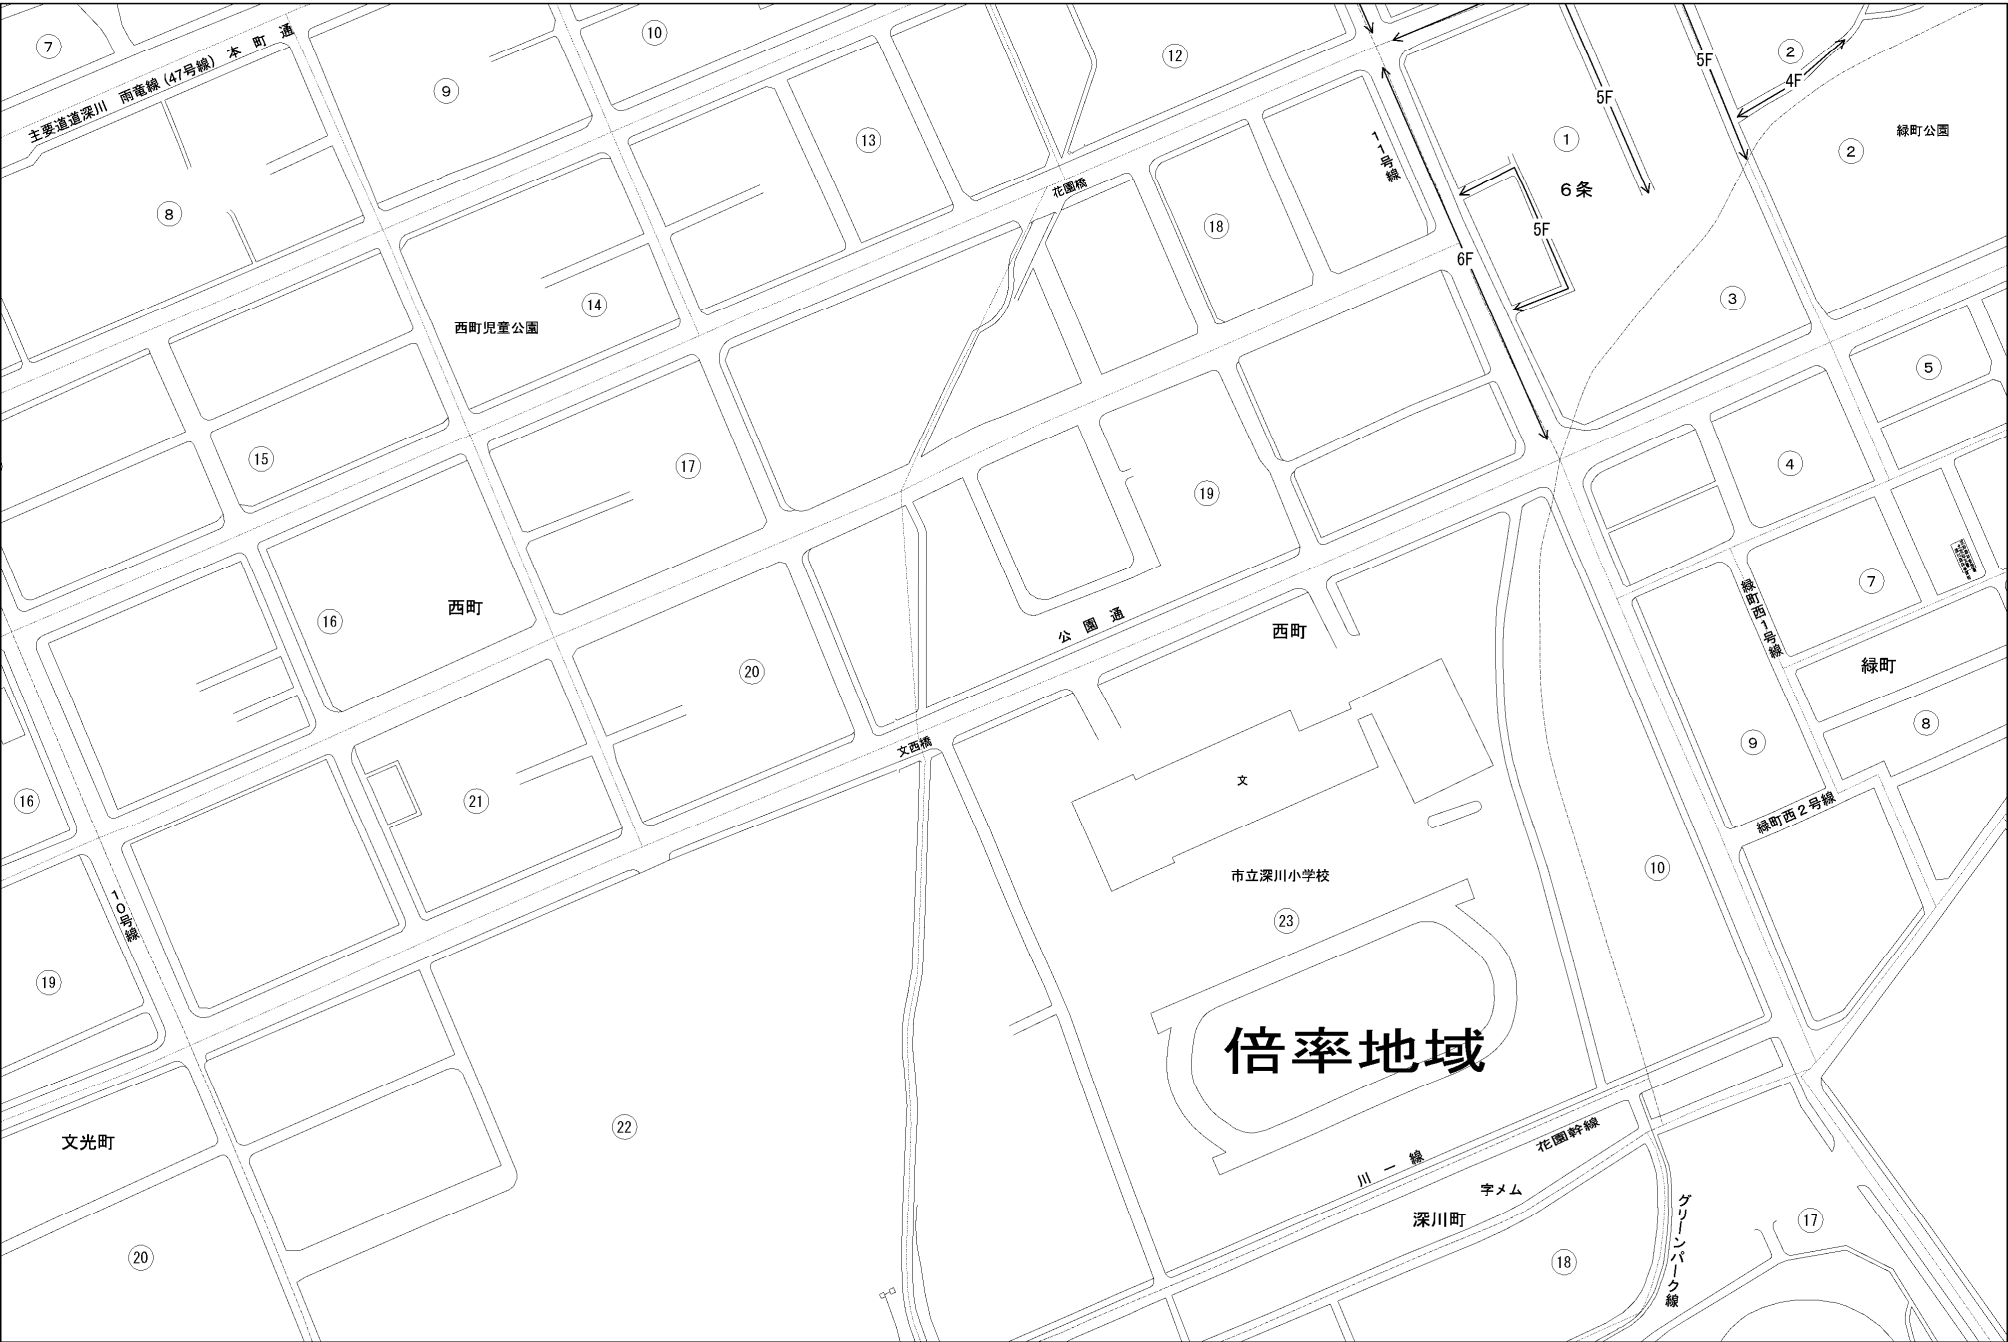 7
主要道道深川 雨竜線(47号線) 本町通
9
10
12
5F
5F
2
4F
緑町公園
13
11号線
1
2
8
花園橋
6条
18
5F
6F
14
西町児童公園
3
5
15
17
19
4
16
西町
公園通
西町
緑町西1号線
7
緑町
20
文西橋
9
8
16
21
文
緑町西2号線
市立深川小学校
10
10号線
23
19
倍率地域
22
文光町
川一線
花園幹線
字メム
深川町
グリーンパーク線
17
20
18